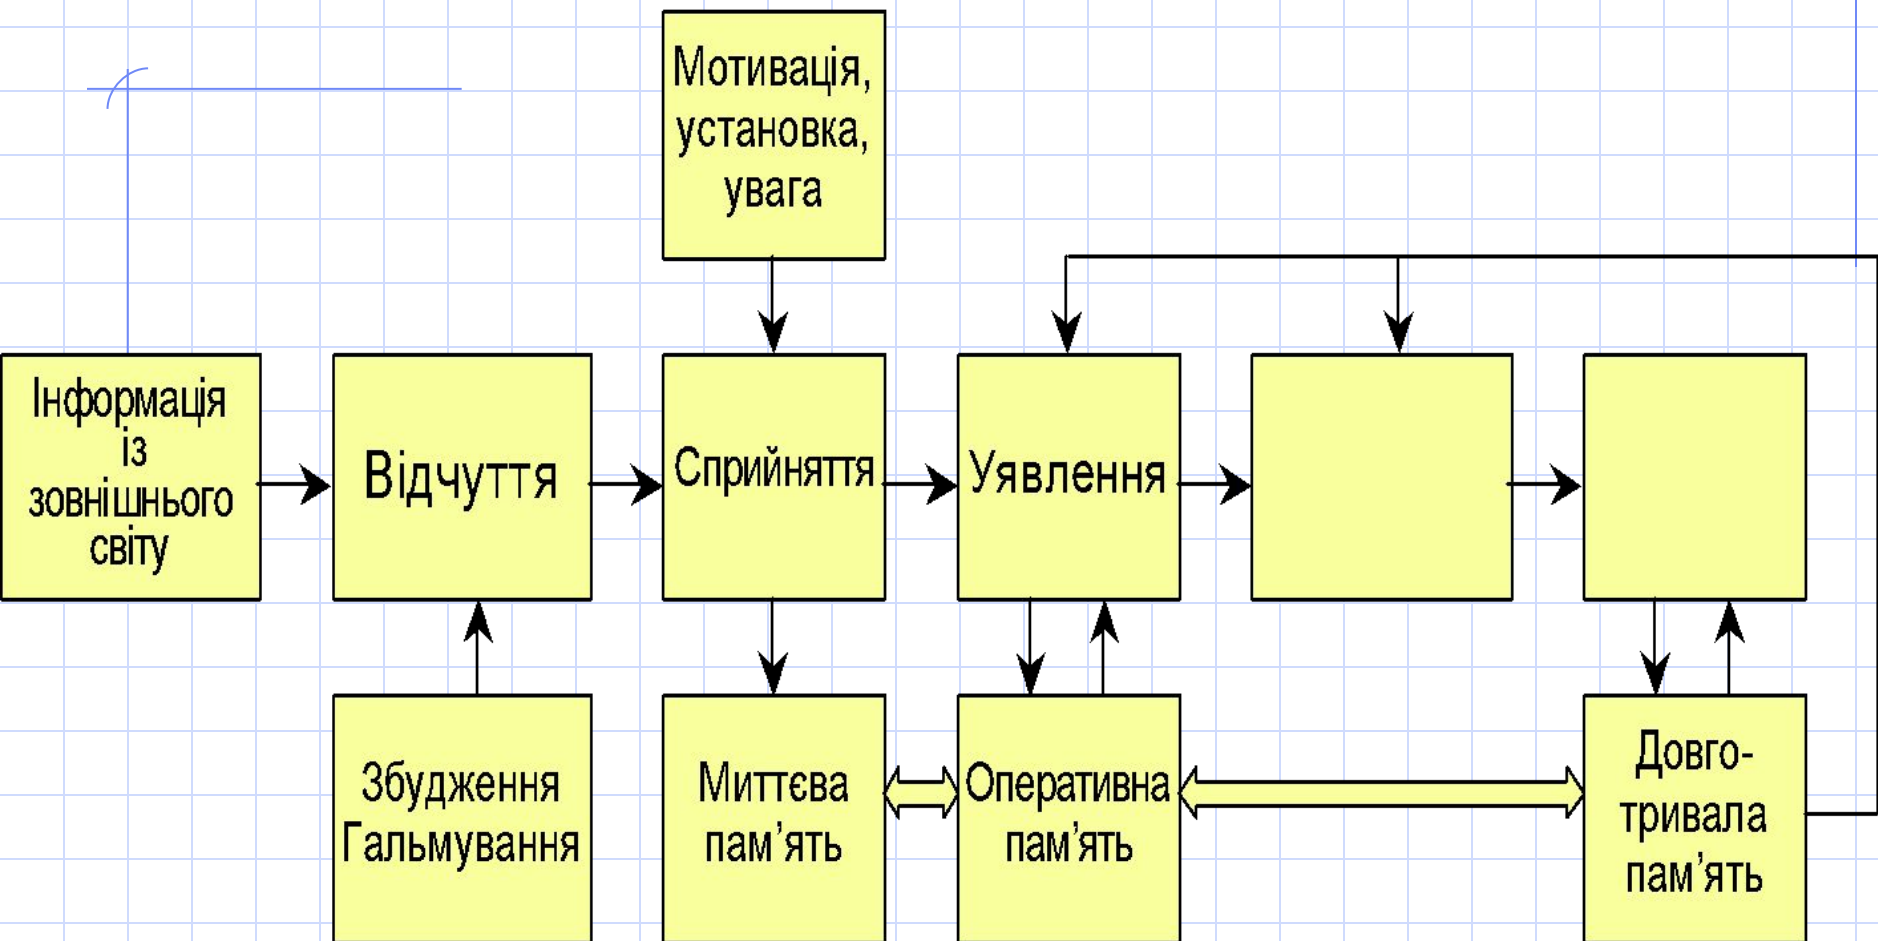 Мотивація,
установка,
увага
Інформація
із
зовнішнього
світу
Відчуття
Сприйняття
Уявлення
Збудження
Гальмування
Миттєва
пам’ять
Оперативна
пам’ять
Довго-
тривала
пам’ять